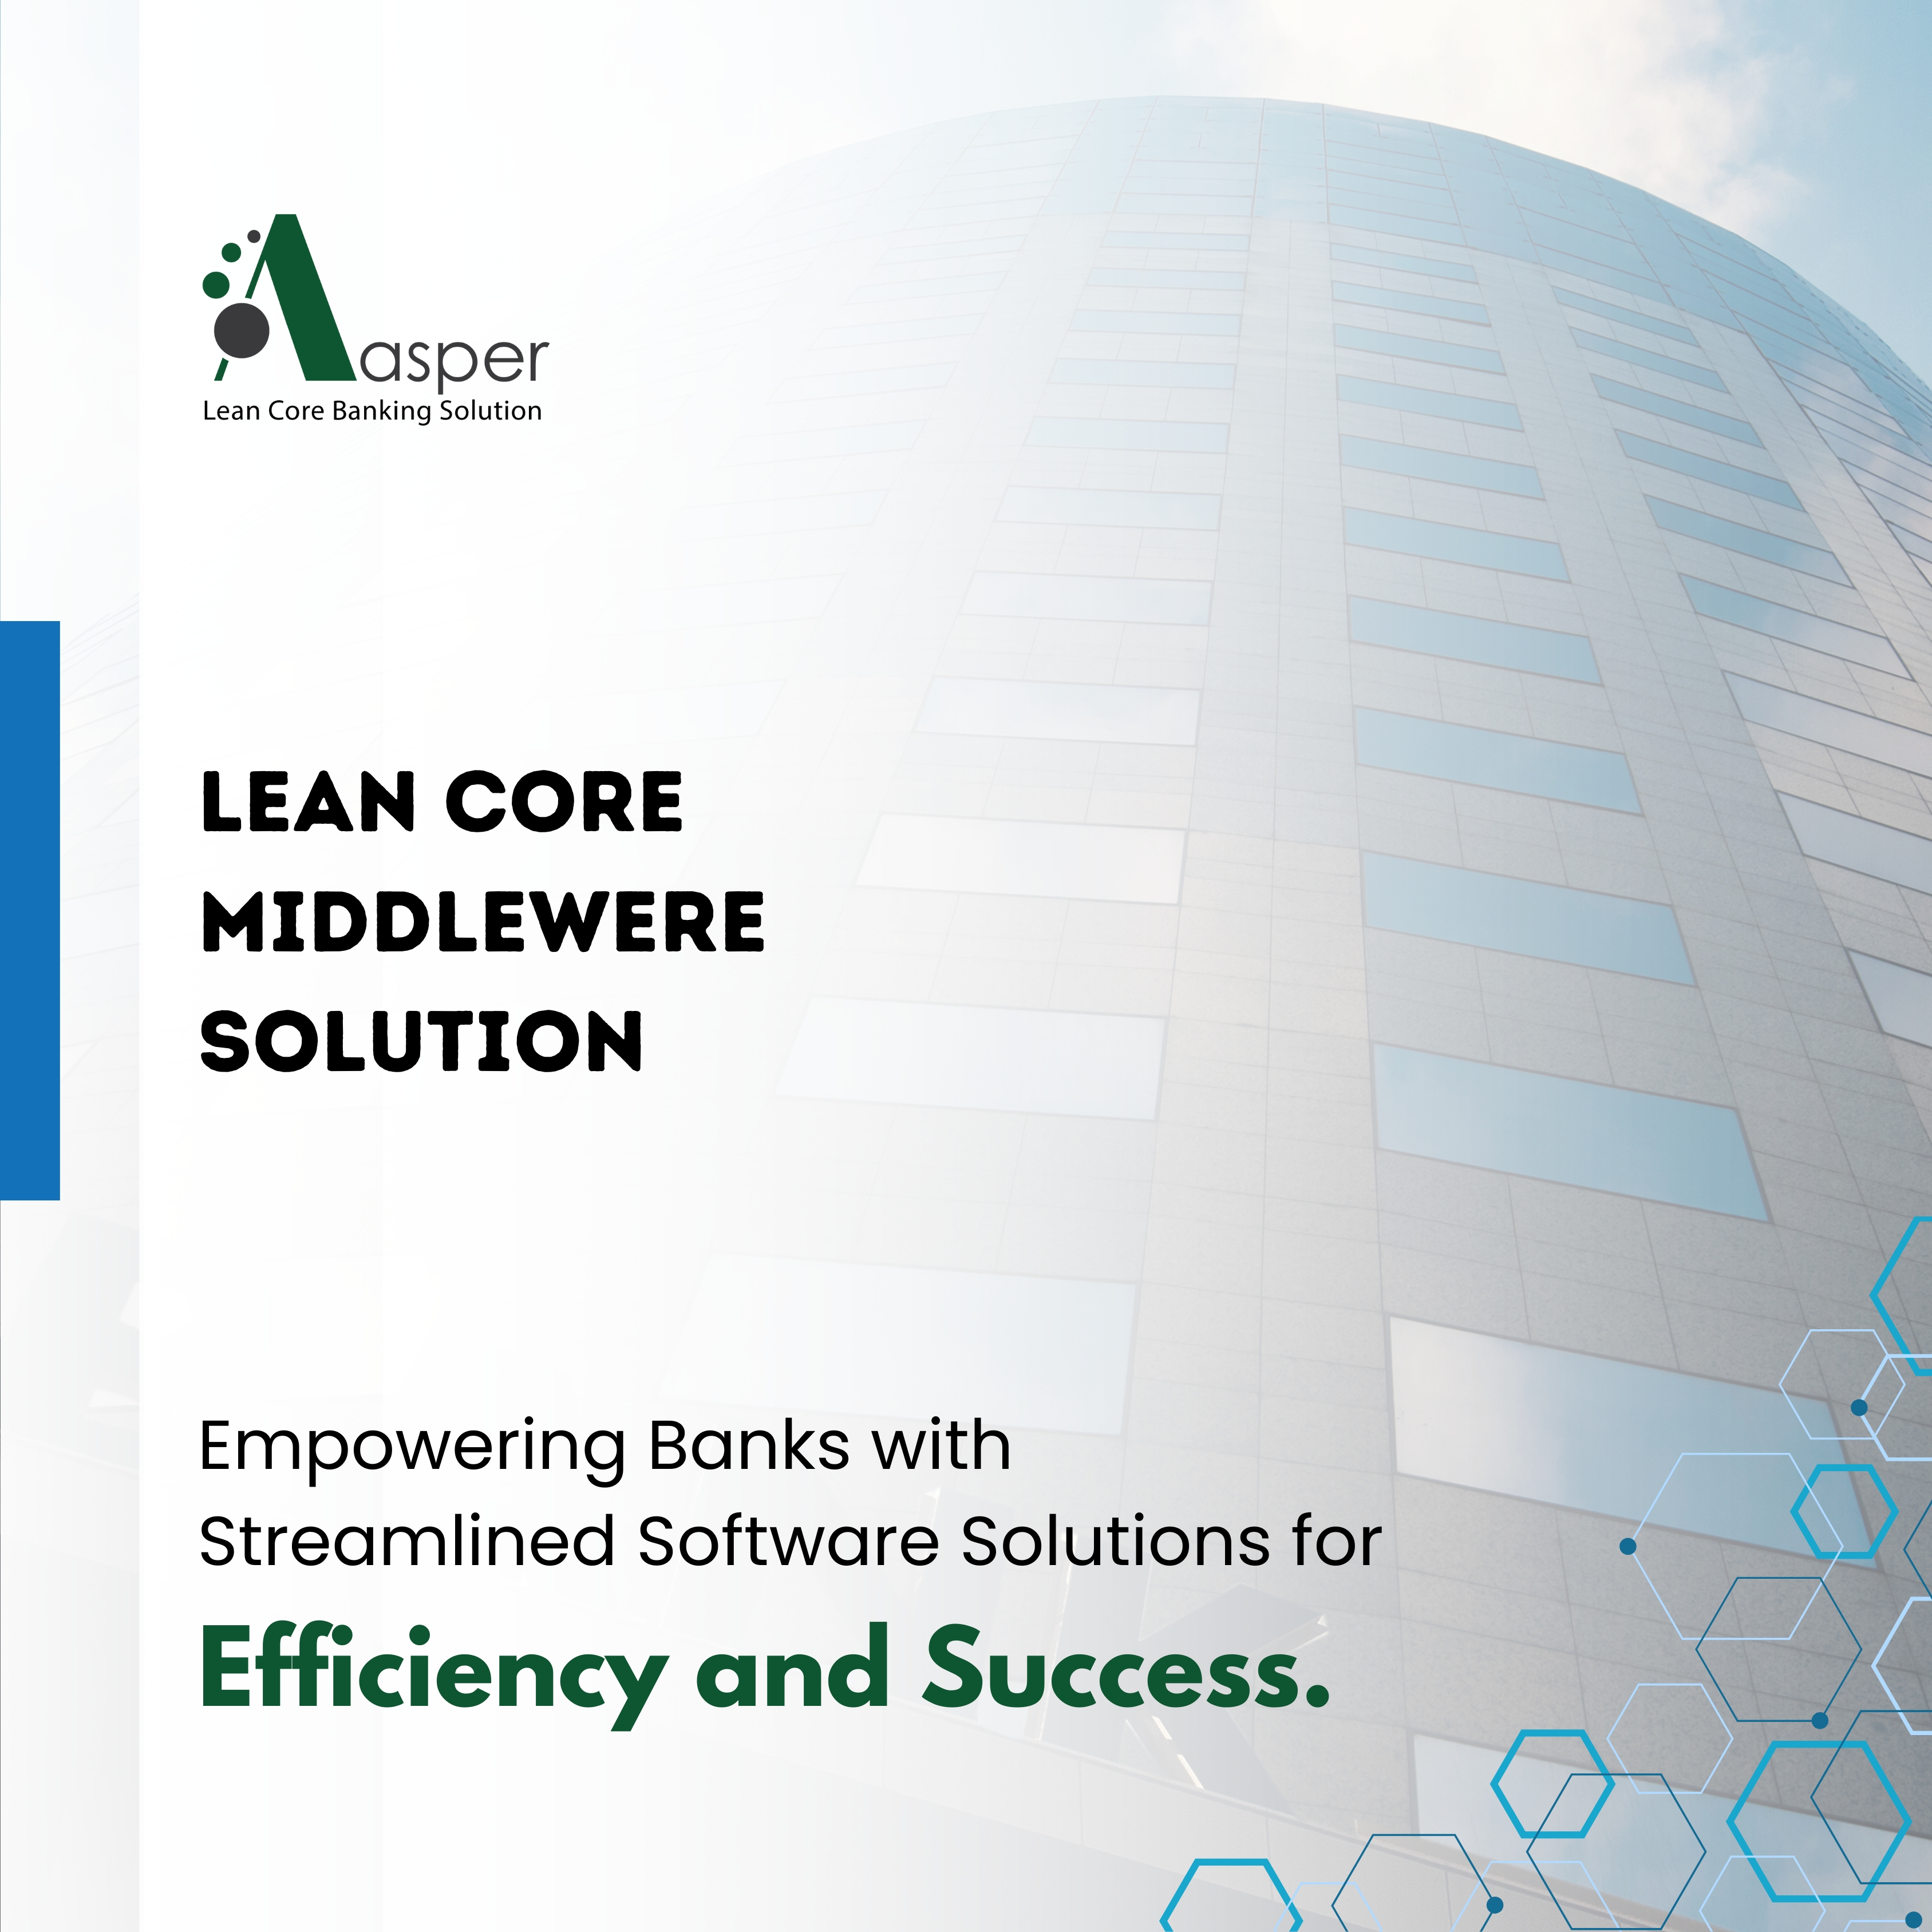 Aasper
Lean Core Banking Solution
LEAN CORE
MIDDLEWERE
SOLUTION
Empowering Banks with
Streamlined Software Solutions for
Efficiency and Success.